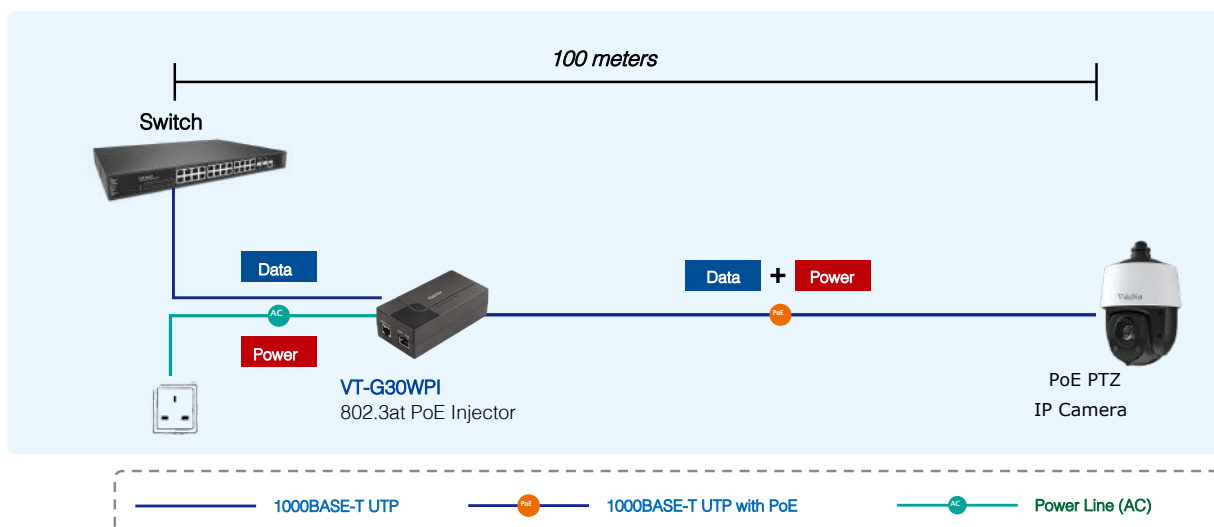 100 meters
Switch
Data
Data + Power
AC
PoE
Power
VT-G30WPI
802.3at PoE Injector
PoE PTZ
IP Camera
1000BASE-T UTP
PoE
1000BASE-T UTP with PoE
AC
Power Line (AC)